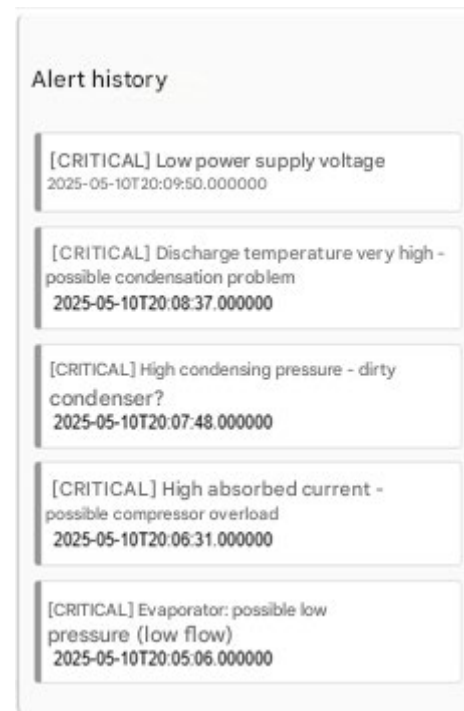 Alert history
[CRITICAL] Low power supply voltage
2025-05-10T20:09:50.000000
[CRITICAL] Discharge temperature very high -
possible condensation problem
2025-05-10T20:08:37.000000
[CRITICAL] High condensing pressure - dirty
condenser?
2025-05-10T20:07:48.000000
[CRITICAL] High absorbed current -
possible compressor overload
2025-05-10T20:06:31.000000
[CRITICAL] Evaporator: possible low
pressure (low flow)
2025-05-10T20:05:06.000000